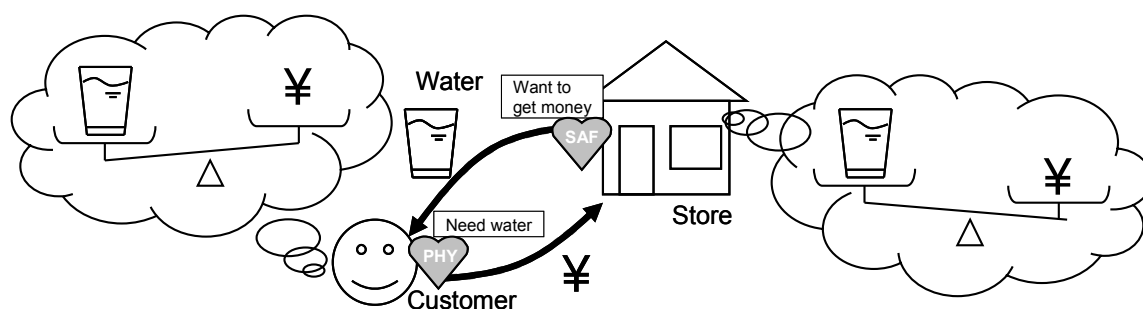 ¥
Water
Want to
get money
SAF
¥
Store
Need water
PHY
¥
Customer